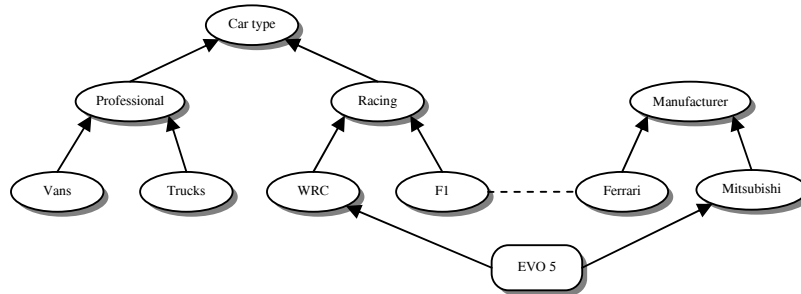 Car type
Professional
Racing
Manufacturer
Vans
Trucks
WRC
F1
Ferrari
Mitsubishi
EVO 5